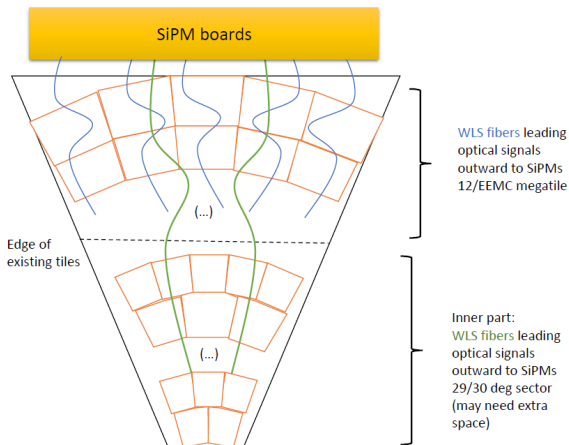 SiPM boards
WLS fibers leading
optical signals
outward to SiPMs
12/EEMC megatile
(...)
Edge of
existing tiles
(...)
Inner part:
WLS fibers leading
optical signals
outward to SiPMs
29/30 deg sector
(may need extra
space)